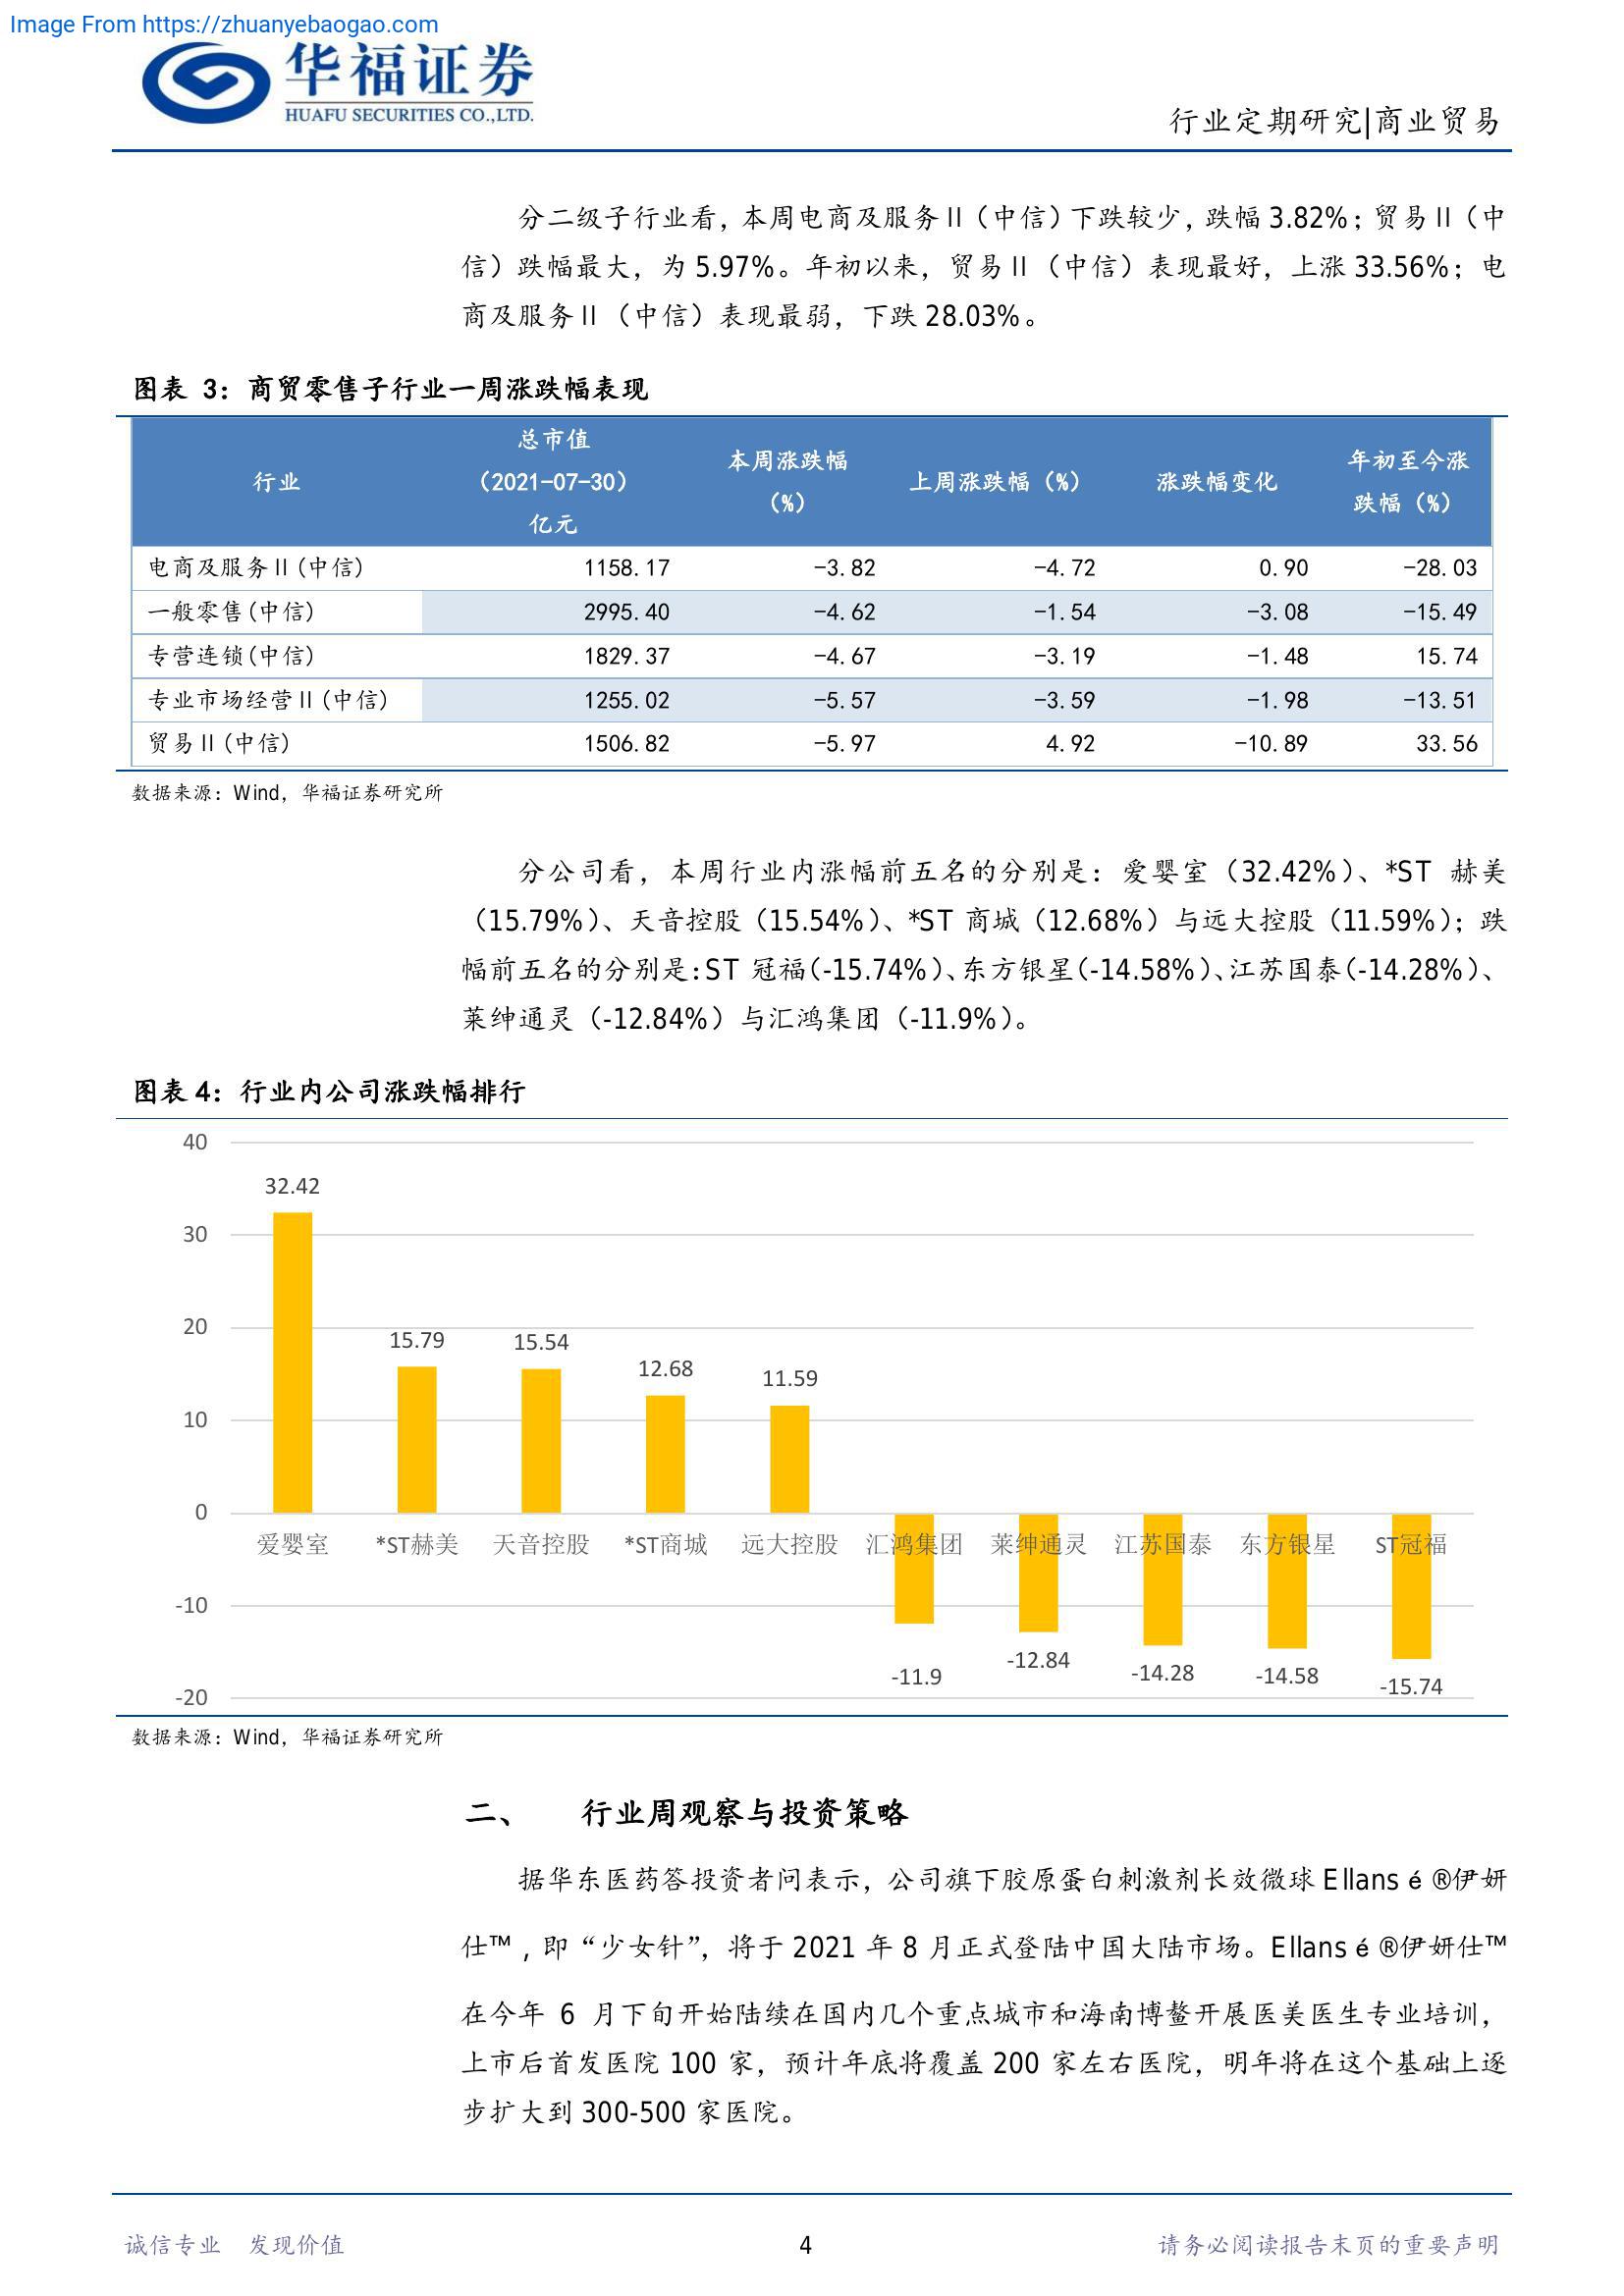 Image From https://zhuanyebaogao.com
华福证券
HUAFU SECURITIES CO.,LTD.
行业定期研究|商业贸易
分二级子行业看，本周电商及服务Ⅱ（中信）下跌较少，跌幅 3.82%；贸易Ⅱ（中
信）跌幅最大，为 5.97%。年初以来，贸易Ⅱ（中信）表现最好，上涨 33.56%；电
商及服务Ⅱ（中信）表现最弱，下跌 28.03%。
图表 3：商贸零售子行业一周涨跌幅表现
行业 总市值（2021-07-30）亿元 本周涨跌幅（%） 上周涨跌幅（%） 涨跌幅变化 年初至今涨跌幅（%）
电商及服务Ⅱ(中信) 1158.17 -3.82 -4.72 0.90 -28.03
一般零售(中信) 2995.40 -4.62 -1.54 -3.08 -15.49
专营连锁(中信) 1829.37 -4.67 -3.19 -1.48 15.74
专业市场经营Ⅱ(中信) 1255.02 -5.57 -3.59 -1.98 -13.51
贸易Ⅱ(中信) 1506.82 -5.97 4.92 -10.89 33.56
数据来源：Wind，华福证券研究所
分公司看，本周行业内涨幅前五名的分别是：爱婴室（32.42%）、*ST 赫美
（15.79%）、天音控股（15.54%）、*ST 商城（12.68%）与远大控股（11.59%）；跌
幅前五名的分别是：ST 冠福（-15.74%）、东方银星（-14.58%）、江苏国泰（-14.28%）、
莱绅通灵（-12.84%）与汇鸿集团（-11.9%）。
图表 4：行业内公司涨跌幅排行
40
32.42
30
20
15.79 15.54
12.68 11.59
10
0
爱婴室 *ST赫美 天音控股 *ST商城 远大控股 汇鸿集团 莱绅通灵 江苏国泰 东方银星 ST冠福
-10
-11.9 -12.84 -14.28 -14.58 -15.74
-20
数据来源：Wind，华福证券研究所
二、 行业周观察与投资策略
据华东医药答投资者问表示，公司旗下胶原蛋白刺激剂长效微球 Ellans é ®伊妍
仕™ , 即“少女针”，将于 2021 年 8 月正式登陆中国大陆市场。Ellans é ®伊妍仕™
在今年 6 月下旬开始陆续在国内几个重点城市和海南博鳌开展医美医生专业培训，
上市后首发医院 100 家，预计年底将覆盖 200 家左右医院，明年将在这个基础上逐
步扩大到 300-500 家医院。
诚信专业 发现价值
4
请务必阅读报告末页的重要声明